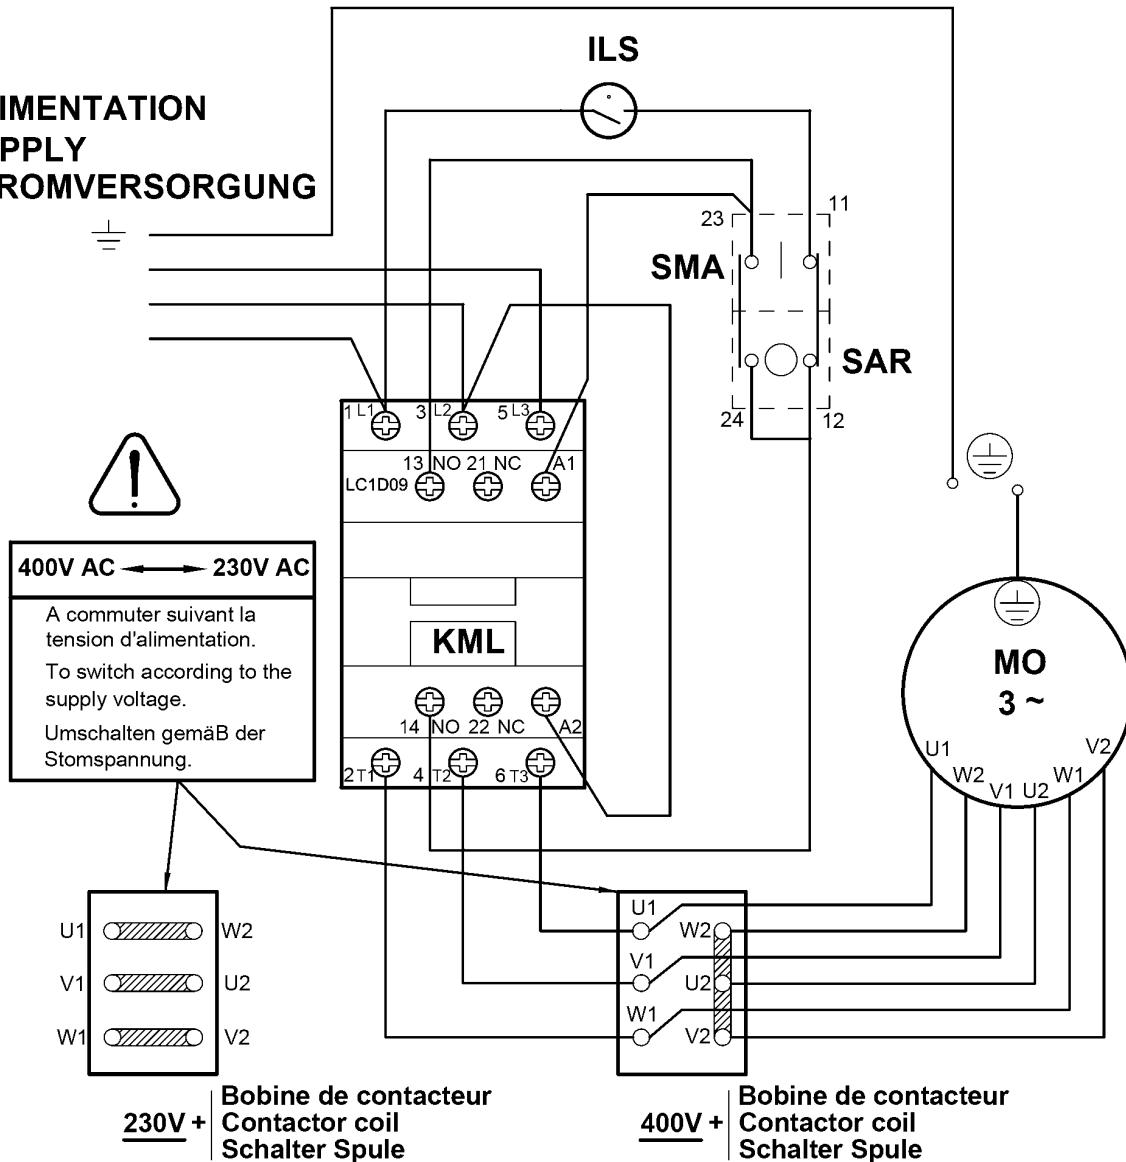 ILS
IMENTATION
PPLY
ROMVERSORGUNG
23
11
SMA
SAR
24
12
1 L1 3 L2 5 L3
13 NO 21 NC A1
LC1D09
KML
14 NO 22 NC A2
2 T1 4 T2 6 T3
400V AC 230V AC
A commuter suivant la
tension d'alimentation.
To switch according to the
supply voltage.
Umschalten gemäB der
Stomspannung.
MO
3 ~
U1 W2 V1 U2 W1 V2
U1 W2
V1 U2
W1 V2
U1 W2
V1 U2
W1 V2
230V +
Bobine de contacteur
Contactor coil
Schalter Spule
400V +
Bobine de contacteur
Contactor coil
Schalter Spule